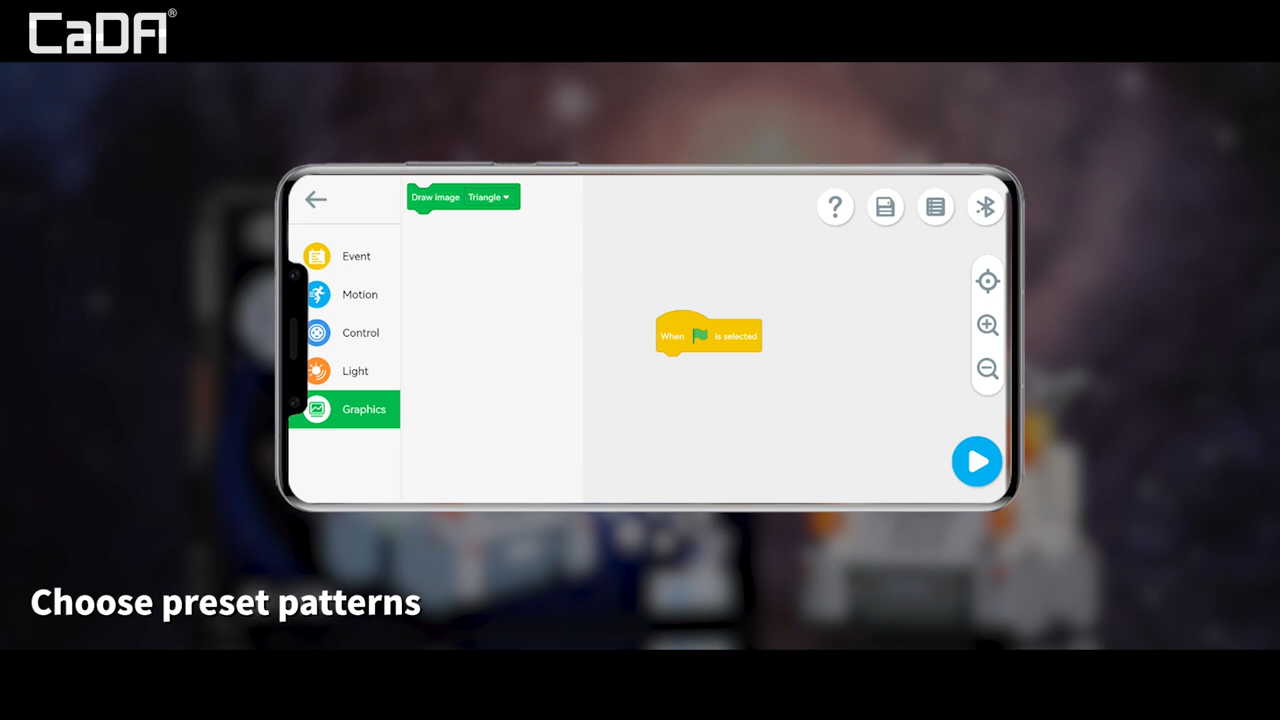 CaDA®
Draw image Triangle
Event
Motion
Control
Light
Graphics
When is selected
?
Choose preset patterns